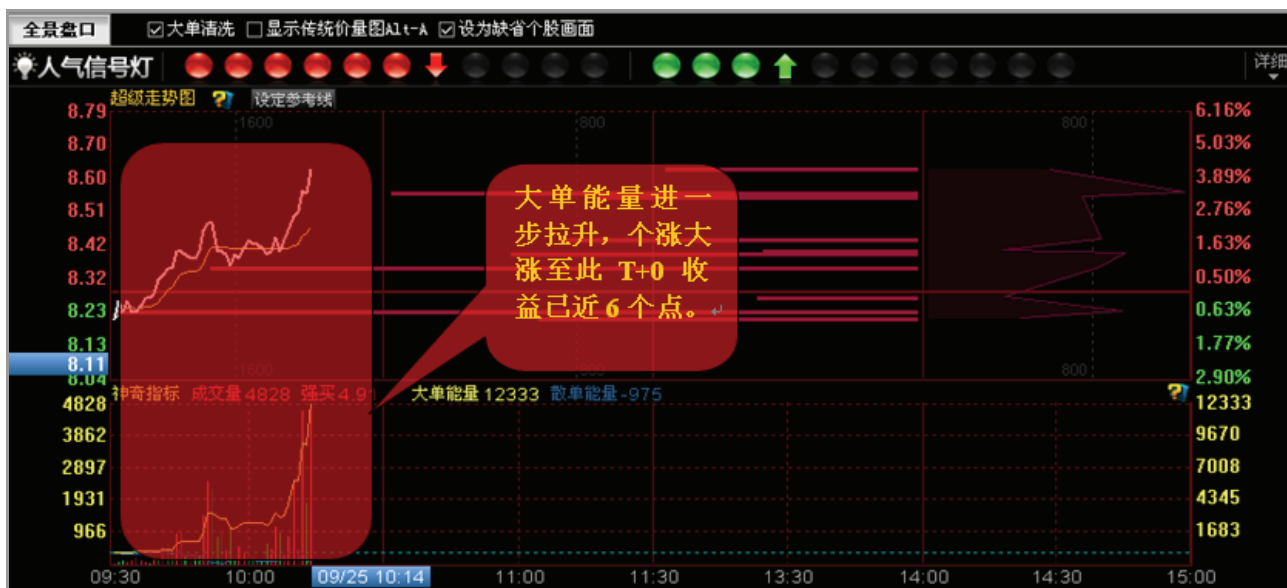 全景盘口 大单清洗 显示传统价量图Alt-A 设为缺省个股画面
人气信号灯 详细
超级走势图 设定参考线
8.79 1600 800 800 6.16%
8.70 5.03%
8.60 3.89%
8.51 2.76%
8.42 1.63%
8.32 0.50%
8.23 0.63%
8.13 1.77%
8.11
8.04 1600 800 2.90%
大单能量进一
步拉升，个涨大
涨至此 T+0 收
益已近 6 个点。
神奇指标 成交量4828 强买4.91 大单能量12333 散单能量-975
4828 12333
3862 9670
2897 7008
1931 4345
966 1683
09:30 10:00 09/25 10:14 11:00 11:30 13:30 14:00 14:30 15:00